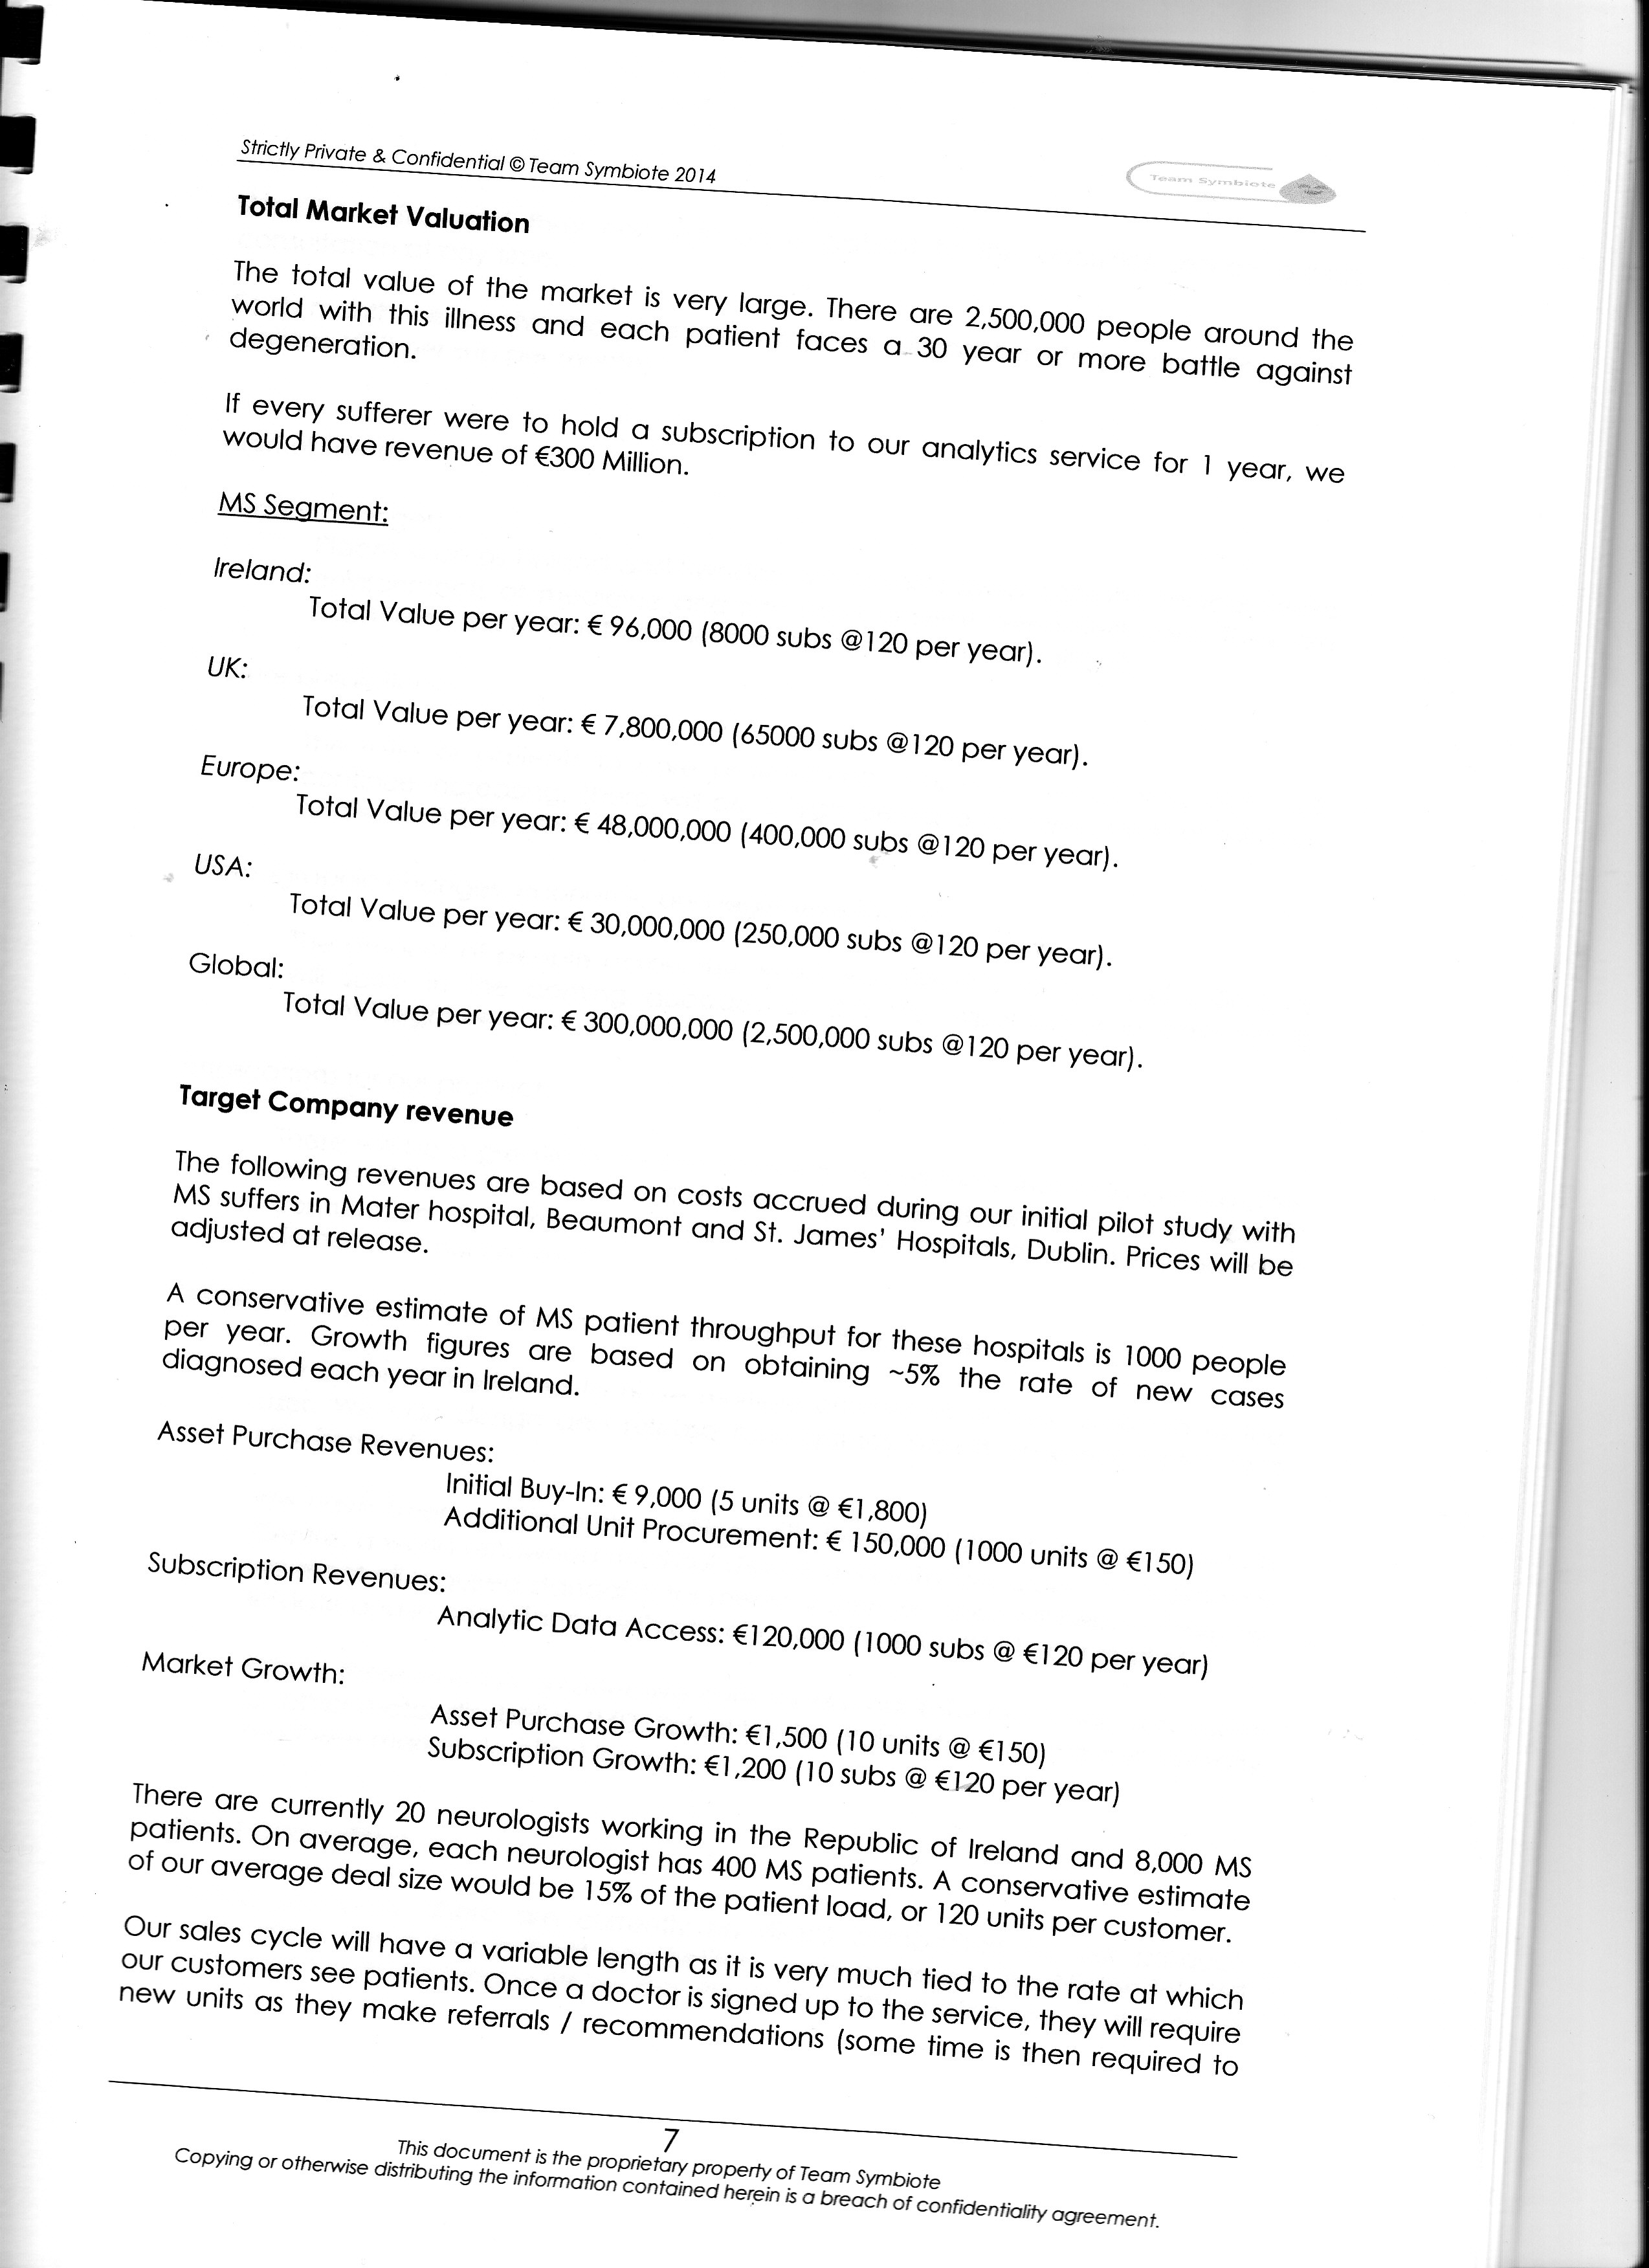 Strictly Private & Confidential © Team Symbiote 2014
Team Symbiote
Total Market Valuation
The total value of the market is very large. There are 2,500,000 people around the
world with this illness and each patient faces a 30 year or more battle against
degeneration.
If every sufferer were to hold a subscription to our analytics service for 1 year, we
would have revenue of €300 Million.
MS Segment:
Ireland:
Total Value per year: € 96,000 (8000 subs @120 per year).
UK:
Total Value per year: € 7,800,000 (65000 subs @120 per year).
Europe:
Total Value per year: € 48,000,000 (400,000 subs @120 per year).
USA:
Total Value per year: € 30,000,000 (250,000 subs @120 per year).
Global:
Total Value per year: € 300,000,000 (2,500,000 subs @120 per year).
Target Company revenue
The following revenues are based on costs accrued during our initial pilot study with
MS suffers in Mater hospital, Beaumont and St. James' Hospitals, Dublin. Prices will be
adjusted at release.
A conservative estimate of MS patient throughput for these hospitals is 1000 people
per year. Growth figures are based on obtaining ~5% the rate of new cases
diagnosed each year in Ireland.
Asset Purchase Revenues:
Initial Buy-In: € 9,000 (5 units @ €1,800)
Additional Unit Procurement: € 150,000 (1000 units @ €150)
Subscription Revenues:
Analytic Data Access: €120,000 (1000 subs @ €120 per year)
Market Growth:
Asset Purchase Growth: €1,500 (10 units @ €150)
Subscription Growth: €1,200 (10 subs @ €120 per year)
There are currently 20 neurologists working in the Republic of Ireland and 8,000 MS
patients. On average, each neurologist has 400 MS patients. A conservative estimate
of our average deal size would be 15% of the patient load, or 120 units per customer.
Our sales cycle will have a variable length as it is very much tied to the rate at which
our customers see patients. Once a doctor is signed up to the service, they will require
new units as they make referrals / recommendations (some time is then required to
7
This document is the proprietary property of Team Symbiote
Copying or otherwise distributing the information contained herein is a breach of confidentiality agreement.